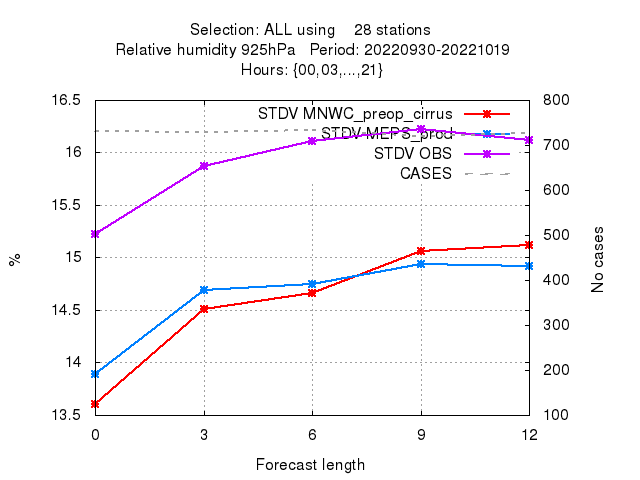 Selection: ALL using 28 stations
Relative humidity 925hPa Period: 20220930-20221019
Hours: {00,03,...,21}
STDV MNWC_preop_cirrus
STDV MEPS_prod
STDV OBS
CASES
16.5
16
15.5
15
14.5
14
13.5
800
700
600
500
400
300
200
100
%
No cases
0 3 6 9 12
Forecast length